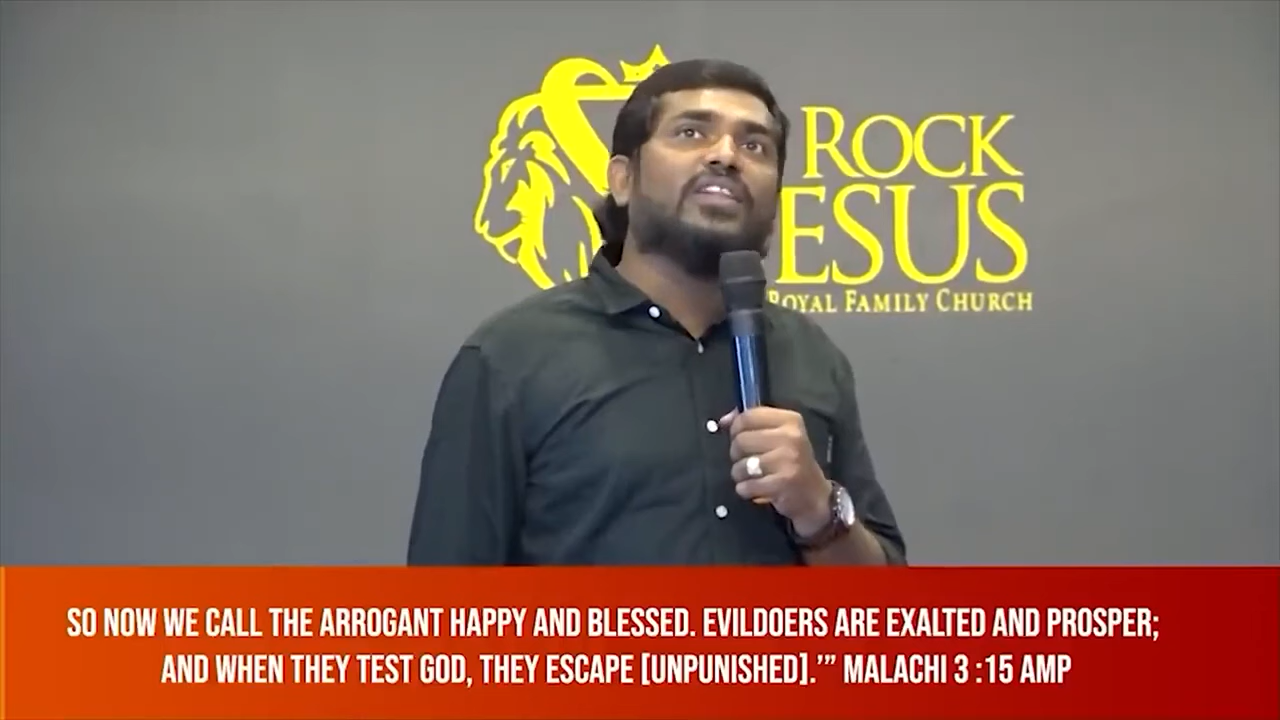 ROCK
ESUS
ROYAL FAMILY CHURCH
SO NOW WE CALL THE ARROGANT HAPPY AND BLESSED. EVILDOERS ARE EXALTED AND PROSPER;
AND WHEN THEY TEST GOD, THEY ESCAPE [UNPUNISHED].’” MALACHI 3 :15 AMP